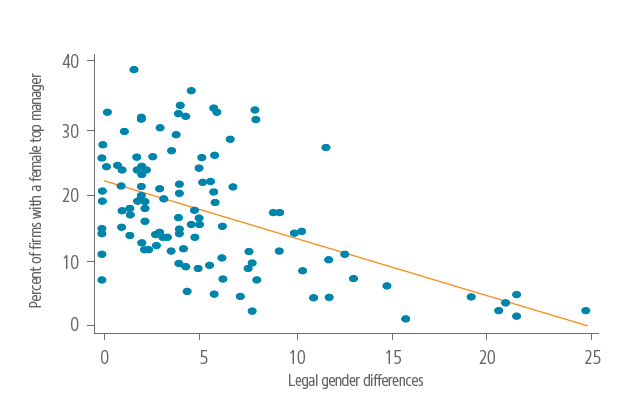 Percent of firms with a female top manager
40
30
20
10
0
0 5 10 15 20 25
Legal gender differences